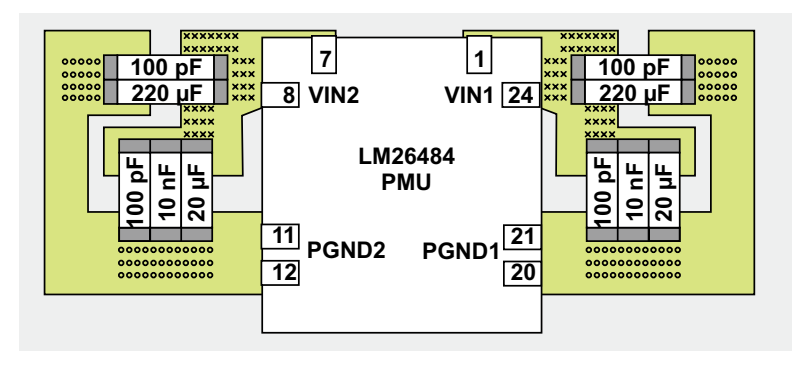 7
1
100 pF
100 pF
220 µF
220 µF
8 VIN2
VIN1 24
LM26484
PMU
100 pF
10 nF
20 µF
100 pF
10 nF
20 µF
11
21
PGND2
PGND1
12
20